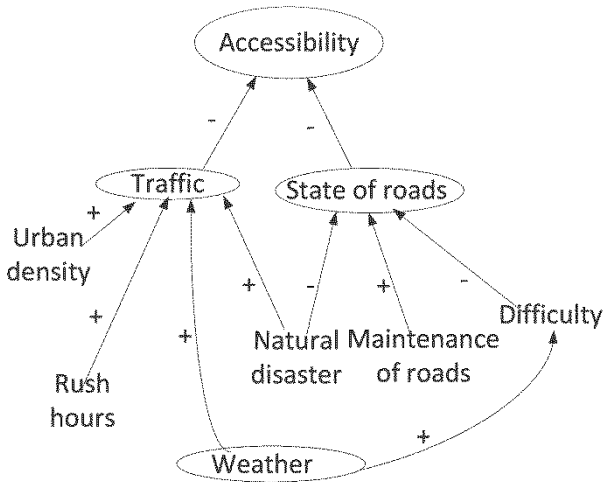 Accessibility
-
-
Traffic
State of roads
+
Urban
density
+
-
+
-
+
+
Difficulty
Natural
disaster
Maintenance
of roads
Rush
hours
+
Weather